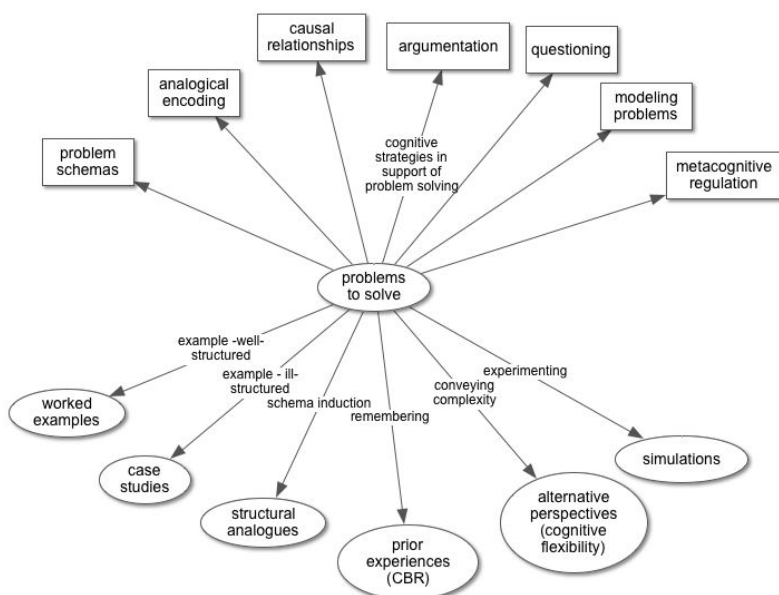 causal
relationships
argumentation
questioning
analogical
encoding
modeling
problems
problem
schemas
cognitive
strategies in
support of
problem solving
metacognitive
regulation
problems
to solve
example -well-
structured
example - ill-
structured
schema induction
remembering
conveying
complexity
experimenting
worked
examples
case
studies
structural
analogues
prior
experiences
(CBR)
alternative
perspectives
(cognitive
flexibility)
simulations